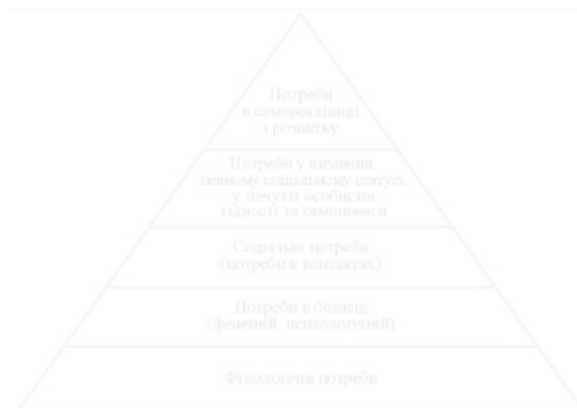 Потреби
в самореалізації
і розвитку
Потреби у визнанні,
певному соціальному статусі,
у почутті особистої
гідності та самоповаги
Соціальні потреби
(потреби в контактах)
Потреби в безпеці
(фізичній, психологічній)
Фізіологічні потреби